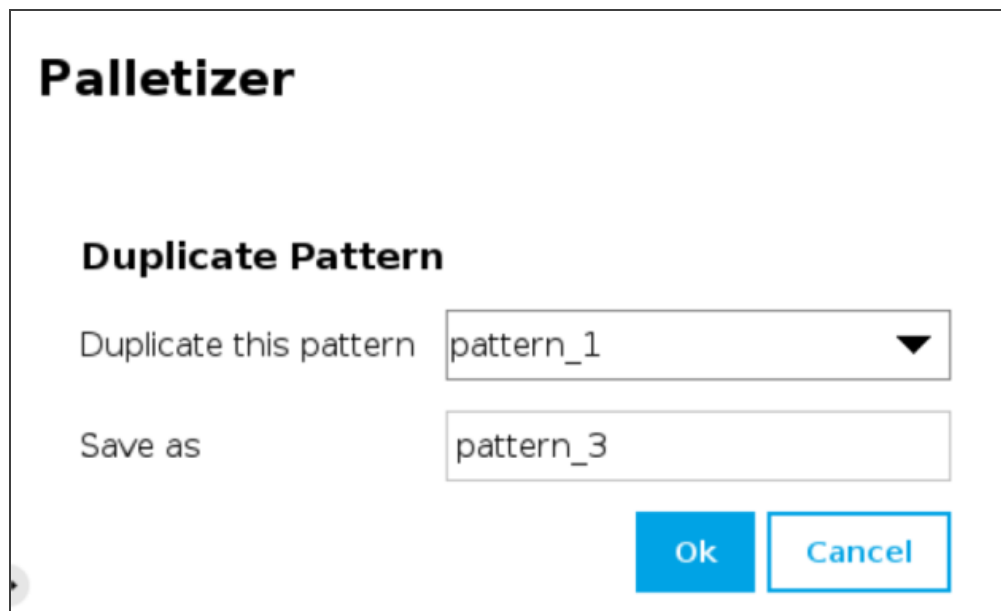 Palletizer
Duplicate Pattern
Duplicate this pattern pattern_1
Save as pattern_3
Ok Cancel